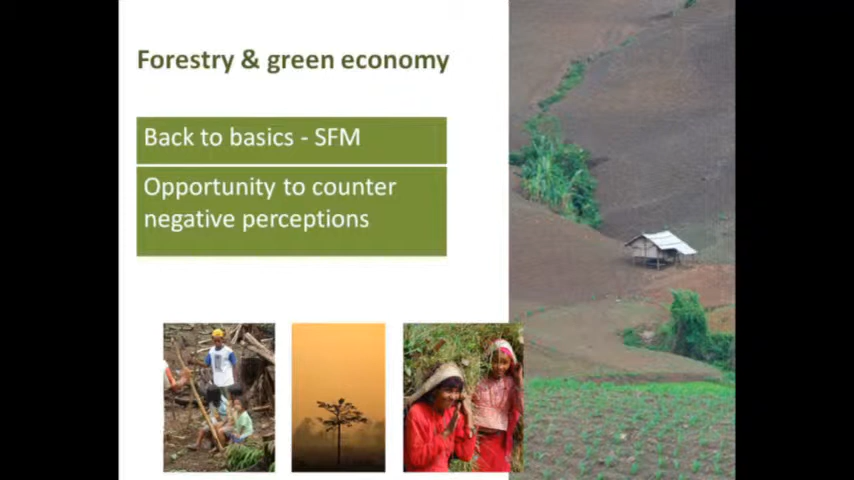 Forestry & green economy
Back to basics - SFM
Opportunity to counter
negative perceptions